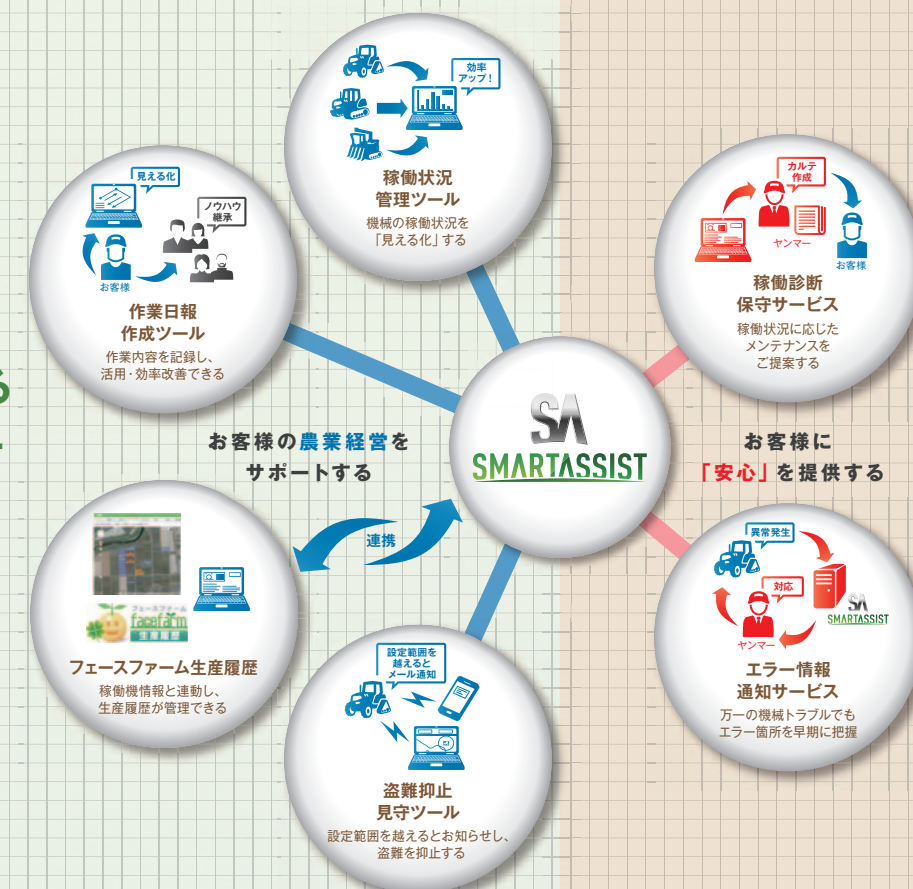 効率
アップ！
稼働状況
管理ツール
機械の稼働状況を
「見える化」する
見える化
ノウハウ
継承
お客様
作業日報
作成ツール
作業内容を記録し、
活用・効率改善できる
カルテ
作成
ヤンマー
お客様
稼働診断
保守サービス
稼働状況に応じた
メンテナンスを
ご提案する
SA
SMARTASSIST
お客様の農業経営を
サポートする
お客様に
「安心」を提供する
連携
フェースファーム
facefarm
生産履歴
フェースファーム生産履歴
稼働機情報と連動し、
生産履歴が管理できる
異常発生
対応
ヤンマー
SA
SMARTASSIST
エラー情報
通知サービス
万一の機械トラブルでも
エラー箇所を早期に把握
設定範囲を
越えると
メール通知
盗難抑止
見守ツール
設定範囲を越えるとお知らせし、
盗難を抑止する